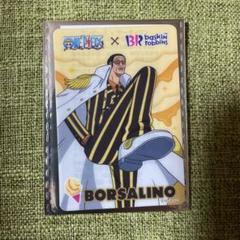 ONE PIECE × BR baskin robbins
BORSALINO